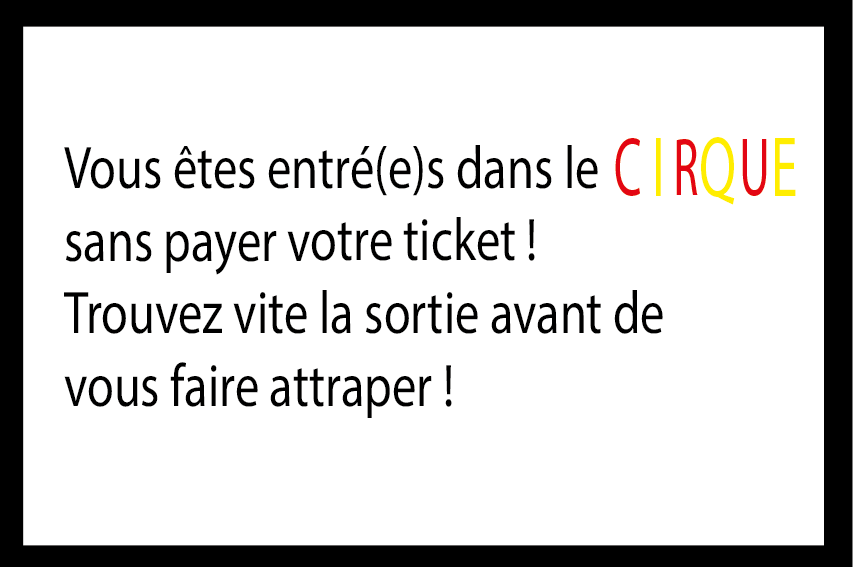 Vous êtes entré(e)s dans le CIRQUE
sans payer votre ticket !
Trouvez vite la sortie avant de
vous faire attraper !